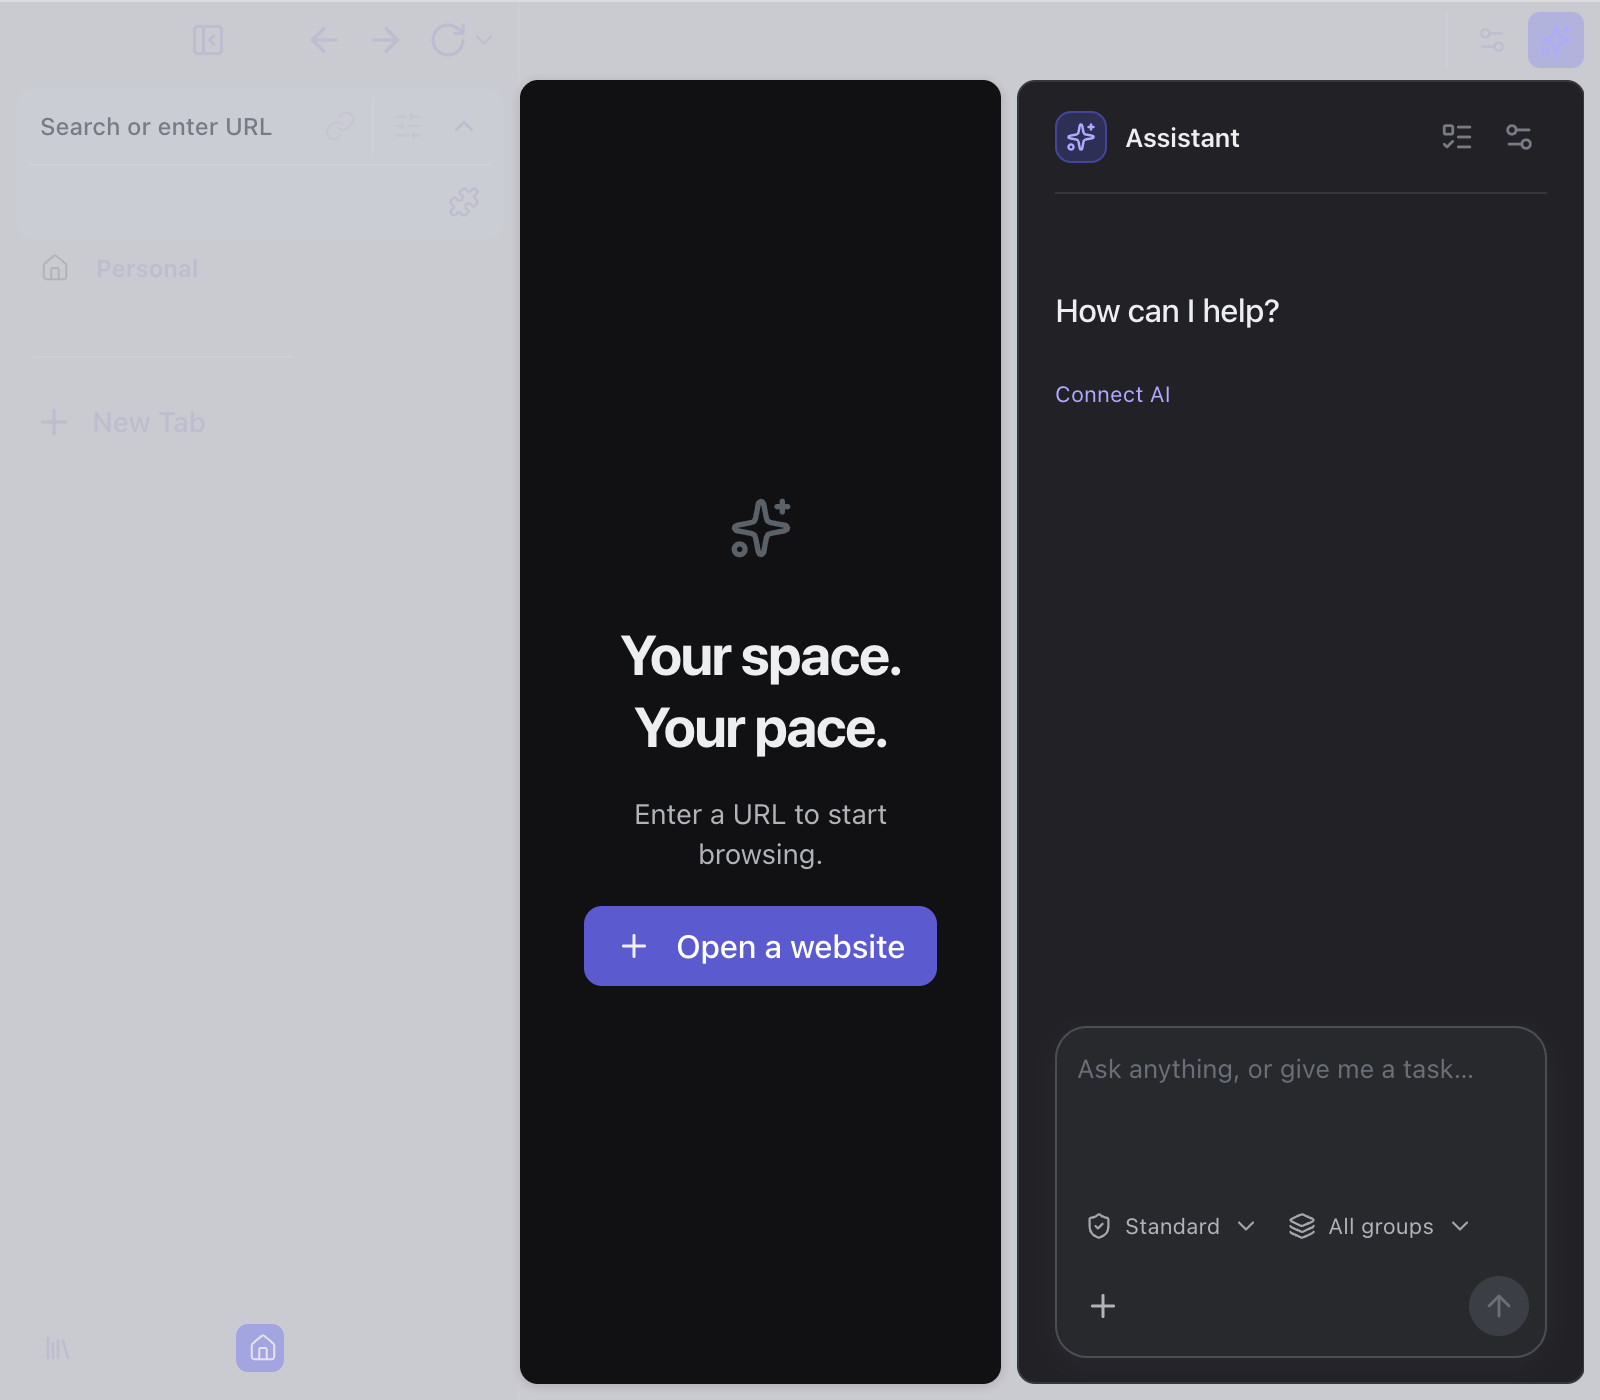 Search or enter URL
Personal
New Tab
Your space.
Your pace.
Enter a URL to start
browsing.
Open a website
Assistant
How can I help?
Connect AI
Ask anything, or give me a task...
Standard
All groups